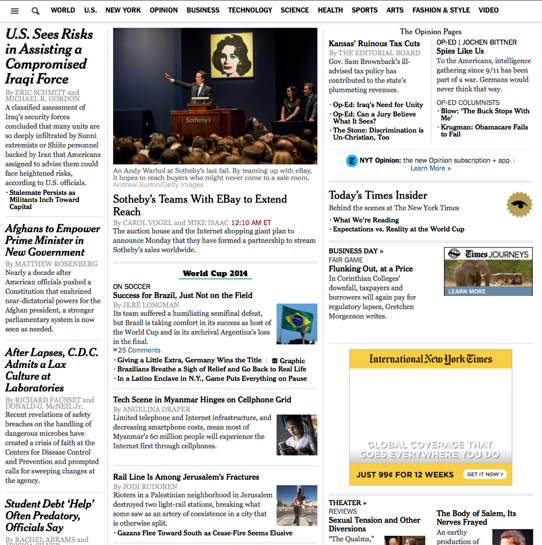 WORLD U.S. NEW YORK OPINION BUSINESS TECHNOLOGY SCIENCE HEALTH SPORTS ARTS FASHION & STYLE VIDEO
U.S. Sees Risks
in Assisting a
Compromised
Iraqi Force
By ERIC SCHMITT and
MICHAEL R. GORDON
A classified assessment of
Iraq's security forces
concluded that many units are
so deeply infiltrated by Sunni
extremists or Shiite personnel
backed by Iran that Americans
assigned to advise them could
face heightened risks,
according to U.S. officials.
· Stalemate Persists as
Militants Inch Toward
Capital
Afghans to Empower
Prime Minister in
New Government
By MATTHEW ROSENBERG
Nearly a decade after
American officials pushed a
Constitution that enshrined
near-dictatorial powers for the
Afghan president, a stronger
parliamentary system is now
seen as needed.
After Lapses, C.D.C.
Admits a Lax
Culture at
Laboratories
By RICHARD FAUSSET and
DONALD G. McNEIL Jr.
Recent revelations of safety
breaches on the handling of
dangerous microbes have
created a crisis of faith at the
Centers for Disease Control
and Prevention and prompted
calls for sweeping changes at
the agency.
Student Debt 'Help'
Often Predatory,
Officials Say
By RACHEL ABRAMS and
Sotheby's
An Andy Warhol at Sotheby's last fall. By teaming up with eBay,
it hopes to reach buyers who might never come to a sale room.
Andrew Burton/Getty Images
Sotheby's Teams With EBay to Extend
Reach
By CAROL VOGEL and MIKE ISAAC 12:10 AM ET
The auction house and the Internet shopping giant plan to
announce Monday that they have formed a partnership to stream
Sotheby's sales worldwide.
World Cup 2014
ON SOCCER
Success for Brazil, Just Not on the Field
By JERÉ LONGMAN
Its team suffered a humiliating semifinal defeat,
but Brazil is taking comfort in its success as host of
the World Cup and in its archrival Argentina's loss
in the final.
25 Comments
· Giving a Little Extra, Germany Wins the Title | Graphic
· Brazilians Breathe a Sigh of Relief and Go Back to Real Life
· In a Latino Enclave in N.Y., Game Puts Everything on Pause
Tech Scene in Myanmar Hinges on Cellphone Grid
By ANGELINA DRAPER
Limited telephone and Internet infrastructure, and
decreasing smartphone costs, mean most of
Myanmar's 60 million people will experience the
Internet first through cellphones.
Rail Line Is Among Jerusalem's Fractures
By JODI RUDOREN
Rioters in a Palestinian neighborhood in Jerusalem
destroyed two light-rail stations, breaking what
some saw as an artery of coexistence in a city that
is otherwise split.
· Gazans Flee Toward South as Cease-Fire Seems Elusive
The Opinion Pages
Kansas' Ruinous Tax Cuts
By THE EDITORIAL BOARD
Gov. Sam Brownback's ill-
advised tax policy has
contributed to the state's
plummeting revenues.
· Op-Ed: Iraq's Need for Unity
· Op-Ed: Can a Jury Believe
What It Sees?
· The Stone: Discrimination is
Un-Christian, Too
OP-ED | JOCHEN BITTNER
Spies Like Us
To the Americans, intelligence
gathering since 9/11 has been
part of a war. Germans would
never think that way.
OP-ED COLUMNISTS
· Blow: 'The Buck Stops With
Me'
· Krugman: Obamacare Fails
to Fail
NYT Opinion: the new Opinion subscription + app |
Learn More »
Today's Times Insider
Behind the scenes at The New York Times
· What We're Reading
· Expectations vs. Reality at the World Cup
BUSINESS DAY »
FAIR GAME
Flunking Out, at a Price
In Corinthian Colleges'
downfall, taxpayers and
borrowers will again pay for
regulatory lapses, Gretchen
Morgenson writes.
Times JOURNEYS
LEARN MORE
International New York Times
GLOBAL COVERAGE THAT
GOES EVERYWHERE YOU DO
JUST 99¢ FOR 12 WEEKS GET IT NOW >
THEATER »
REVIEWS
Sexual Tension and Other
Diversions
"The Qualms,"
The Body of Salem, Its
Nerves Frayed
An earthy
production of